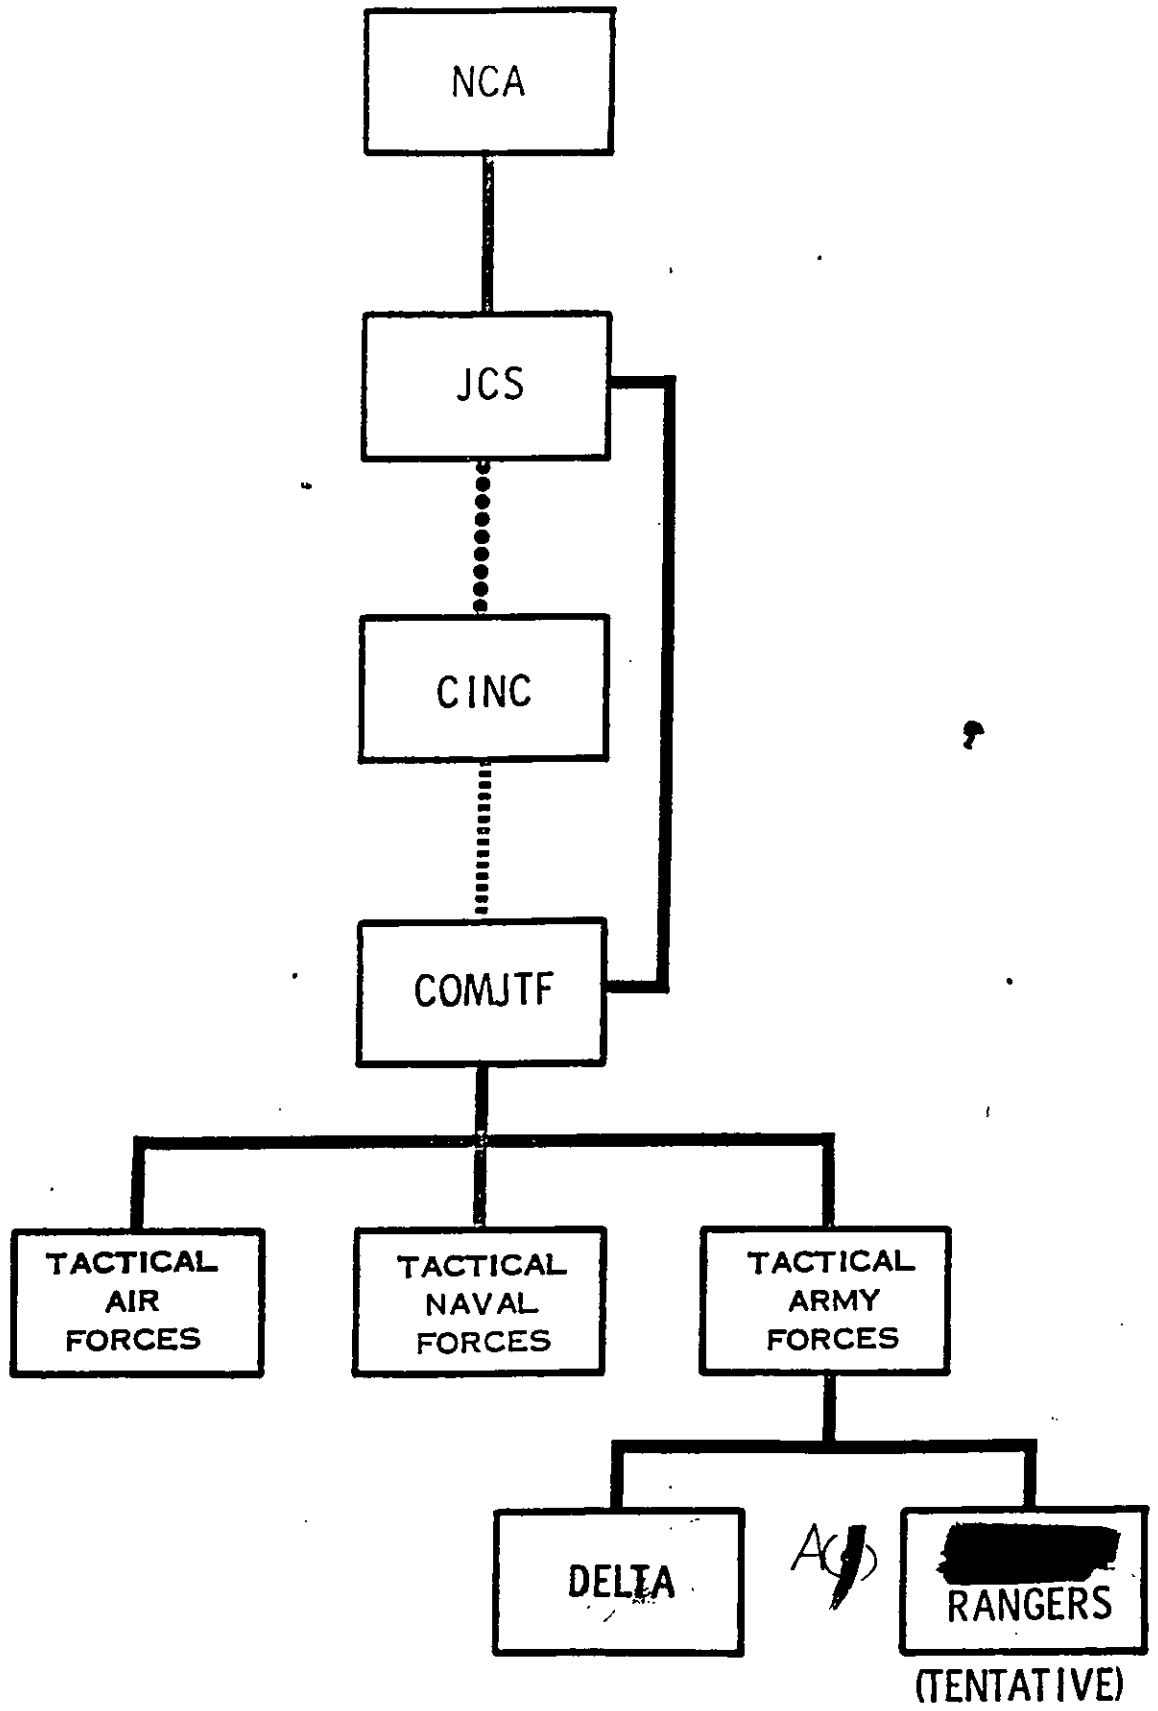 NCA
JCS
CINC
COMJTF
TACTICAL
AIR
FORCES
TACTICAL
NAVAL
FORCES
TACTICAL
ARMY
FORCES
DELTA
RANGERS
(TENTATIVE)